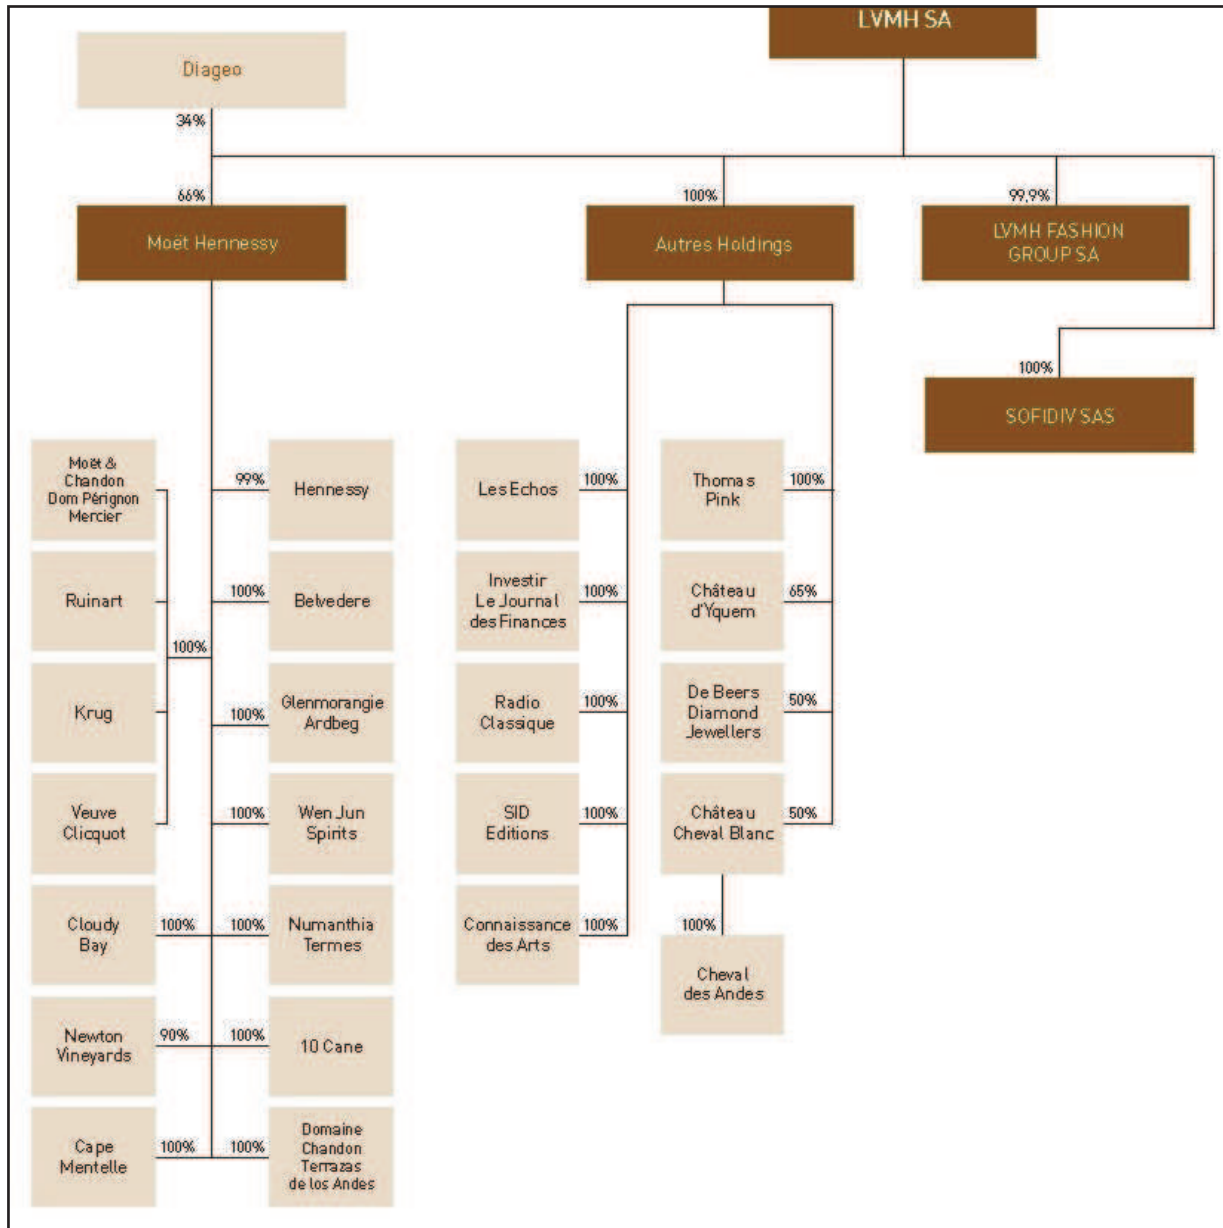 LVMH SA
Diageo
34%
66%
100%
99,9%
Moët Hennessy
Autres Holdings
LVMH FASHION
GROUP SA
100%
SOFIDIV SAS
Moët &
Chandon
Dom Pérignon
Mercier
99%
Hennessy
Les Echos
100%
Thomas
Pink
100%
Ruinart
100%
Belvedere
Investir
Le Journal
des Finances
100%
Château
d'Yquem
65%
100%
Krug
100%
Glenmorangie
Ardbeg
Radio
Classique
100%
De Beers
Diamond
Jewellers
50%
Veuve
Clicquot
100%
Wen Jun
Spirits
SID
Editions
100%
Château
Cheval Blanc
50%
Cloudy
Bay
100%
100%
Numanthia
Termes
Connaissance
des Arts
100%
100%
Cheval
des Andes
Newton
Vineyards
90%
100%
10 Cane
Cape
Mentelle
100%
100%
Domaine
Chandon
Terrazas
de los Andes